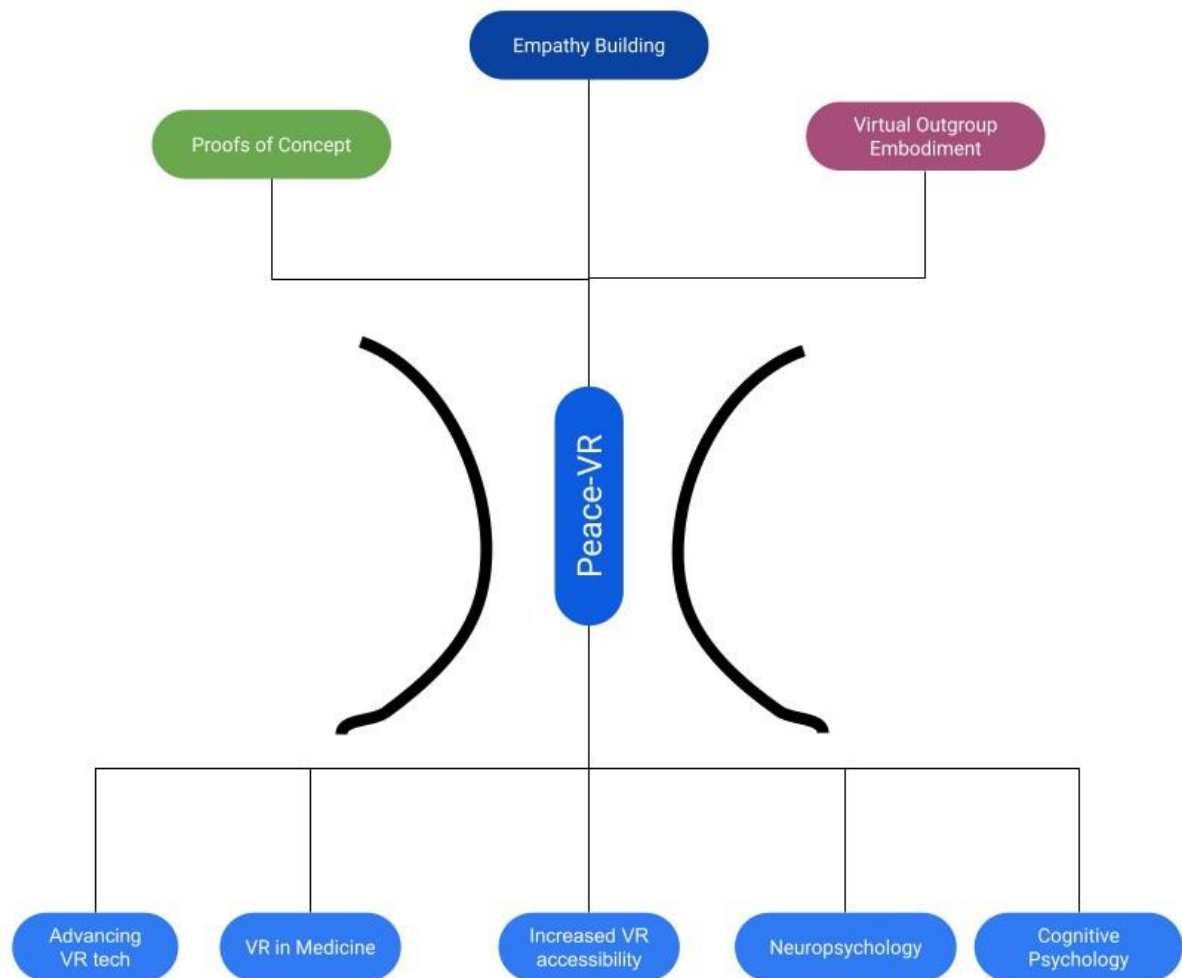 Empathy Building
Proofs of Concept
Virtual Outgroup
Embodiment
Peace-VR
Advancing
VR tech
VR in Medicine
Increased VR
accessibility
Neuropsychology
Cognitive
Psychology